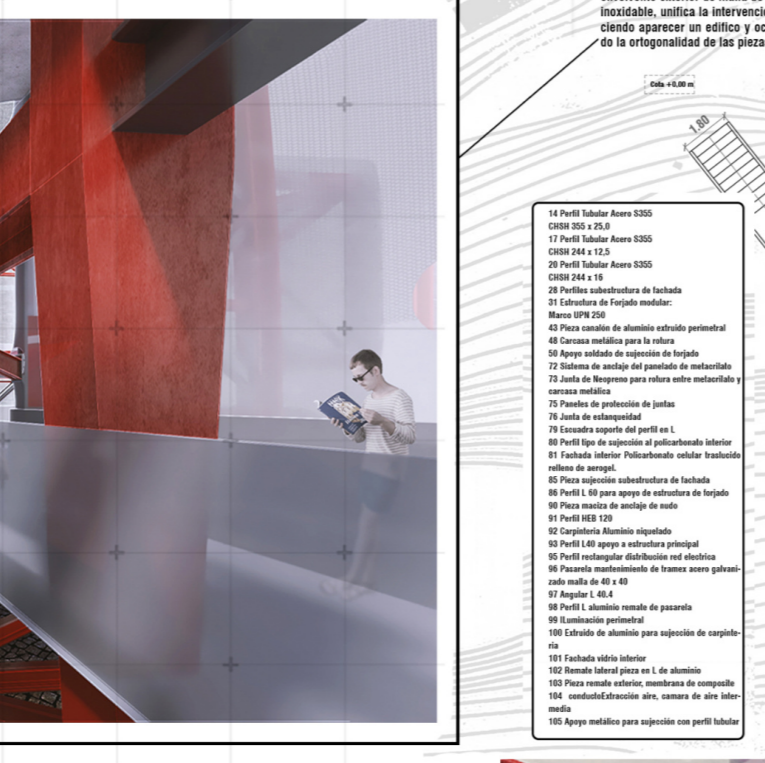 inoxidable, unifica la intervenci
ciendo aparecer un edifico y oc
do la ortogonalidad de las pieza
Cota +0,00 m
1.80
14 Perfil Tubular Acero S355
CHSH 355 x 25,0
17 Perfil Tubular Acero S355
CHSH 244 x 12,5
20 Perfil Tubular Acero S355
CHSH 244 x 16
28 Perfiles subestructura de fachada
31 Estructura de Forjado modular:
Marco UPN 250
43 Pieza canalón de aluminio extruido perimetral
48 Carcasa metálica para la rotura
50 Apoyo soldado de sujección de forjado
72 Sistema de anclaje del panelado de metacrilato
73 Junta de Neopreno para rotura entre metacrilato y
carcasa metálica
75 Paneles de protección de juntas
76 Junta de estanqueidad
79 Escuadra soporte del perfil en L
80 Perfil tipo de sujección al policarbonato interior
81 Fachada interior Policarbonato celular traslucido
relleno de aerogel.
85 Pieza sujección subestructura de fachada
86 Perfil L 60 para apoyo de estructura de forjado
90 Pieza maciza de anclaje de nudo
91 Perfil HEB 120
92 Carpinteria Aluminio niquelado
93 Perfil L40 apoyo a estructura principal
95 Perfil rectangular distribución red electrica
96 Pasarela mantenimiento de tramex acero galvani-
zado malla de 40 x 40
97 Angular L 40.4
98 Perfil L aluminio remate de pasarela
99 ILuminación perimetral
100 Extruido de aluminio para sujección de carpinte-
ria
101 Fachada vidrio interior
102 Remate lateral pieza en L de aluminio
103 Pieza remate exterior, membrana de composite
104 conductoExtracción aire, camara de aire inter-
media
105 Apoyo metálico para sujección con perfil tubular